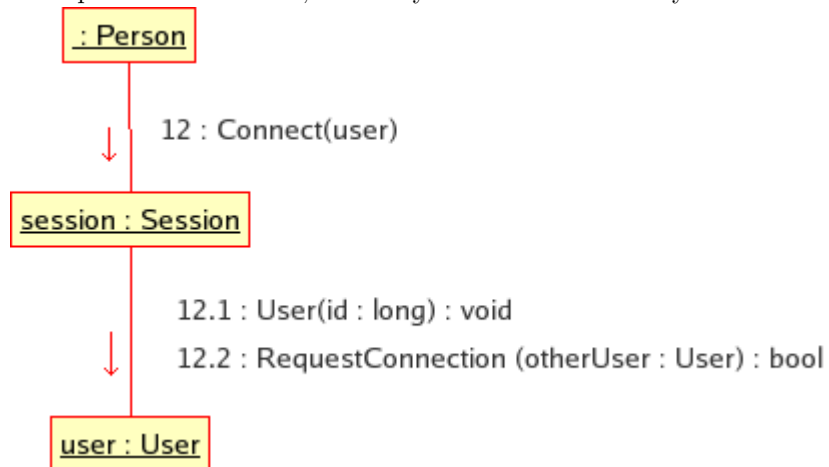 : Person
12 : Connect(user)
session : Session
12.1 : User(id : long) : void
12.2 : RequestConnection (otherUser : User) : bool
user : User